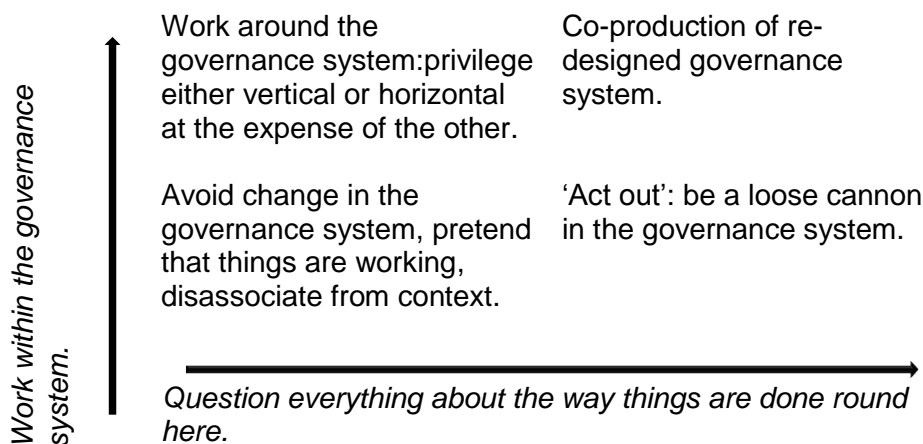 Work within the governance
system.
Work around the
governance system:privilege
either vertical or horizontal
at the expense of the other.
Co-production of re-
designed governance
system.
Avoid change in the
governance system, pretend
that things are working,
disassociate from context.
‘Act out’: be a loose cannon
in the governance system.
Question everything about the way things are done round
here.